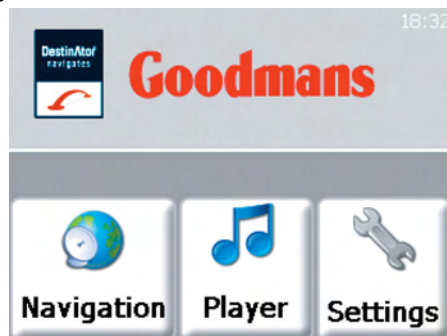 18:32
DestinAtor
navigates
Goodmans
Navigation
Player
Settings